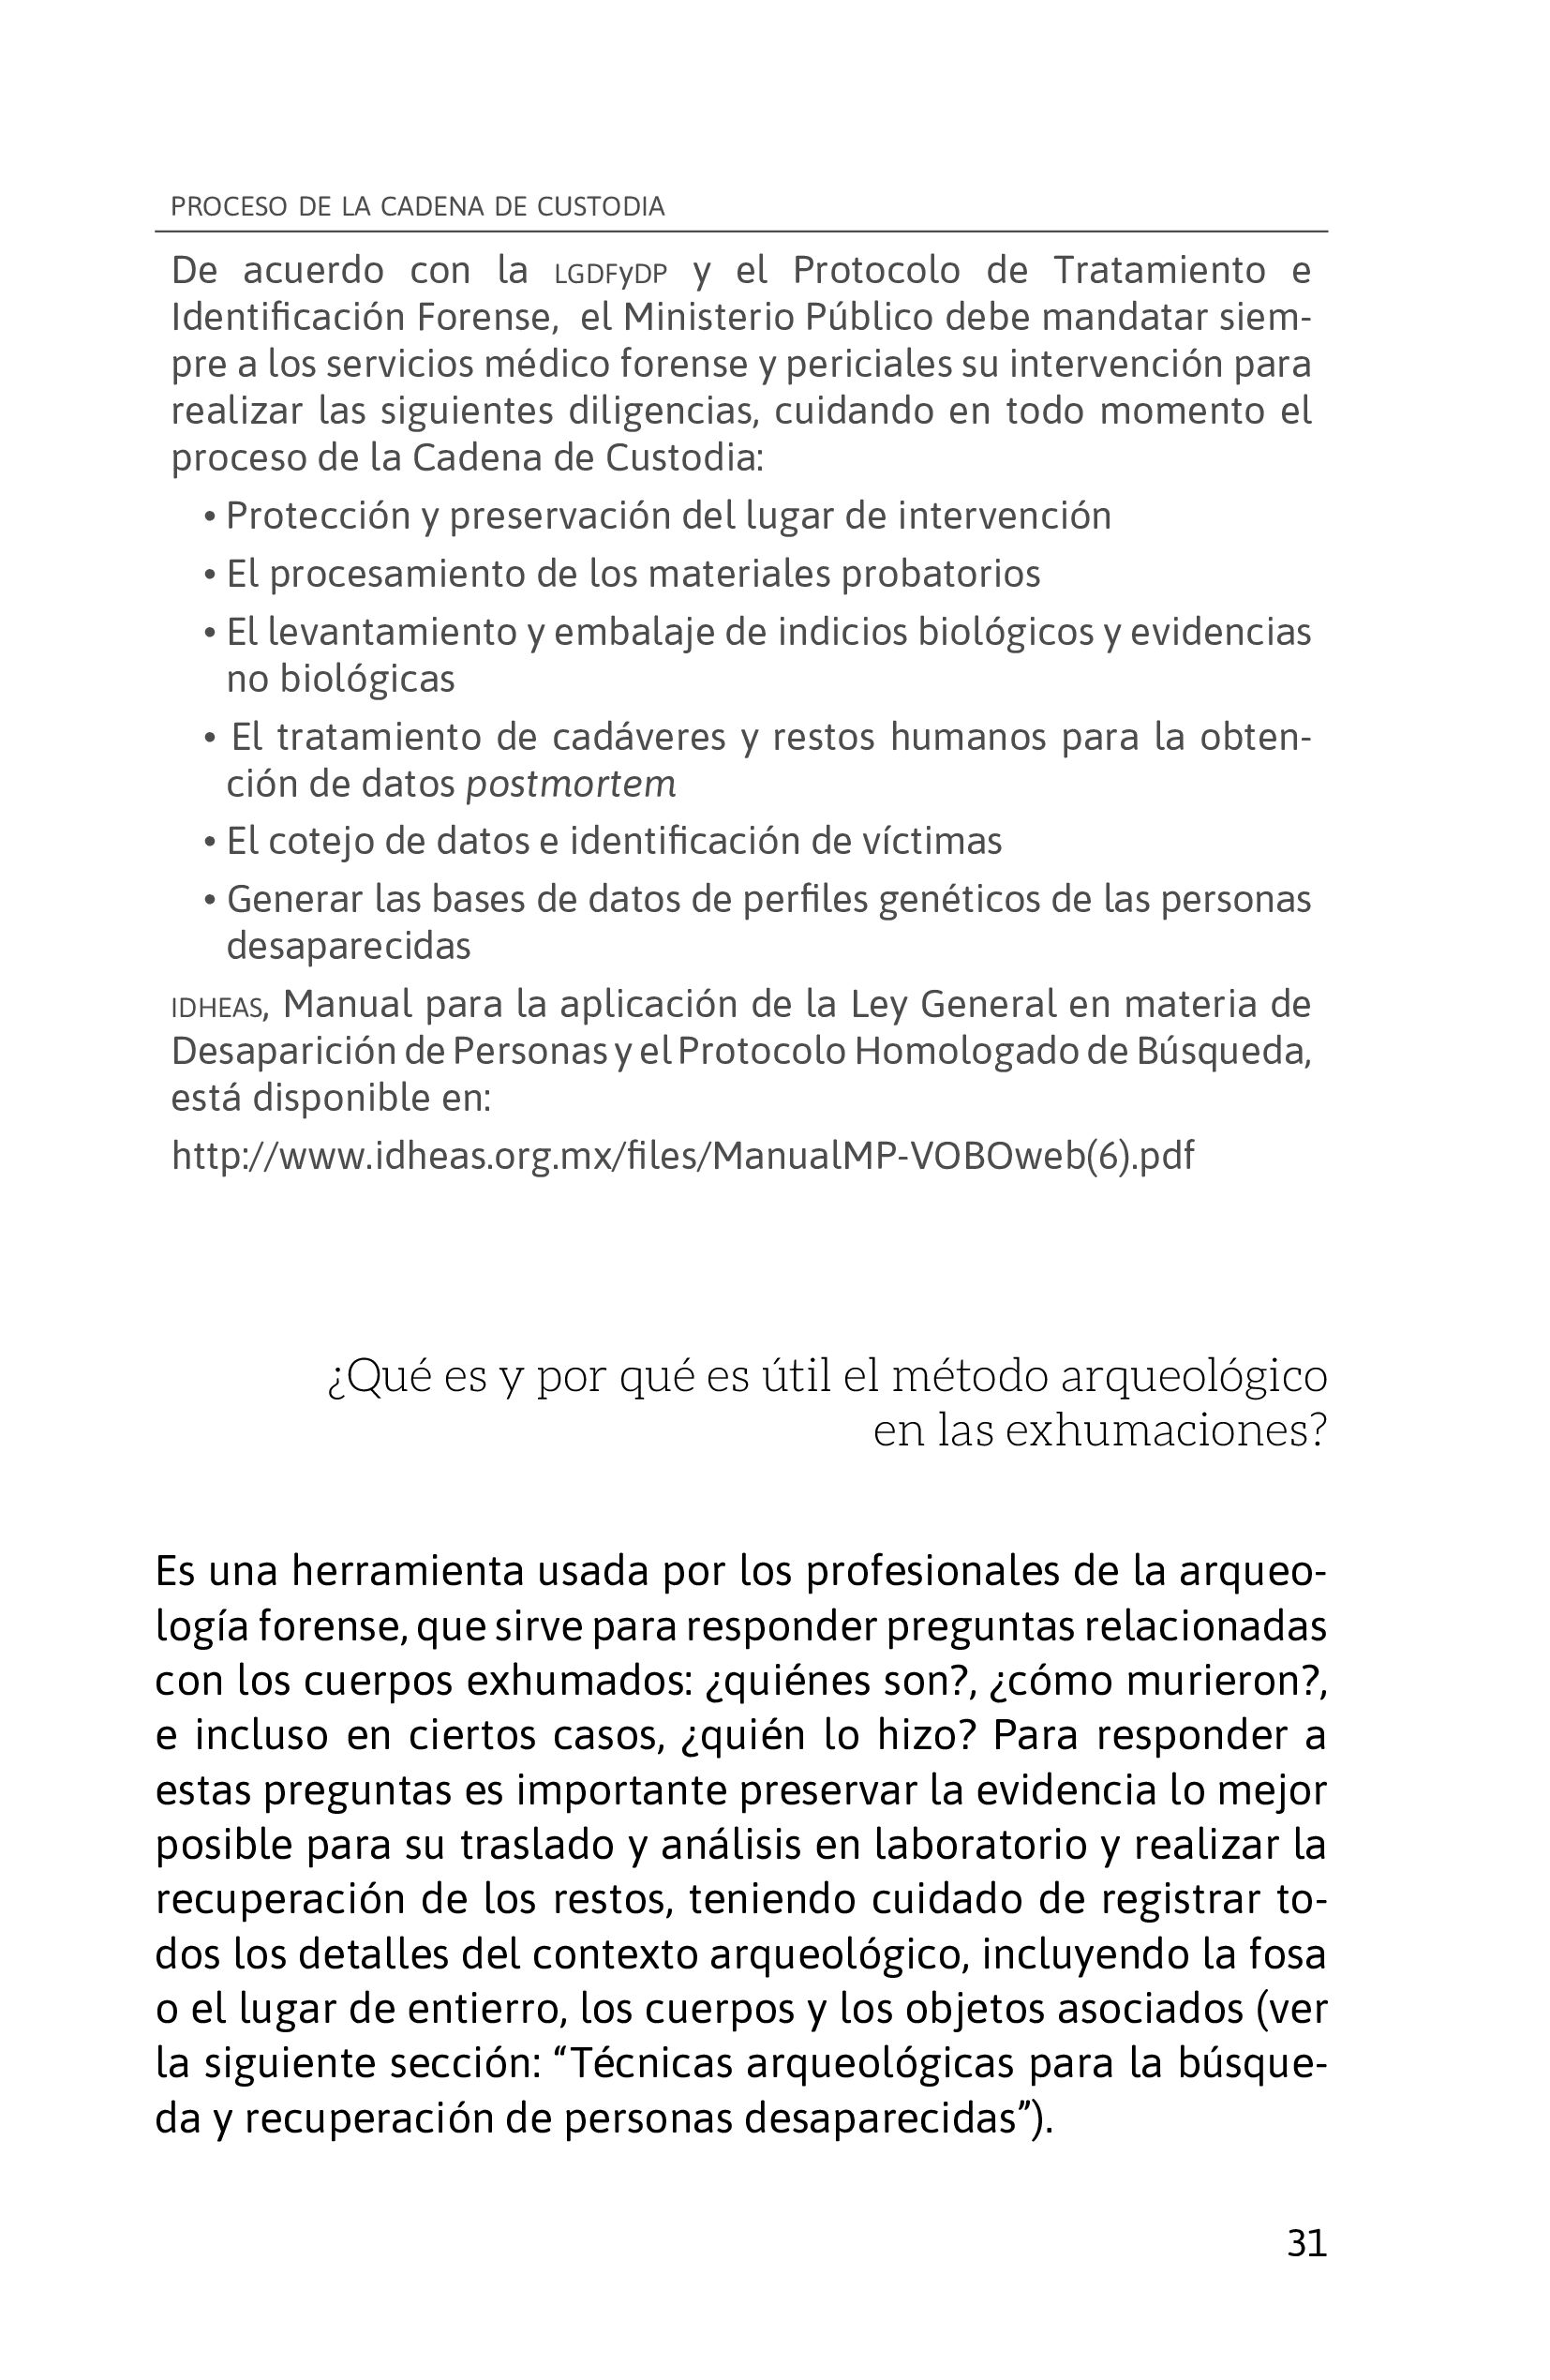 PROCESO DE LA CADENA DE CUSTODIA
De acuerdo con la LGDFyDP y el Protocolo de Tratamiento e
Identificación Forense,  el Ministerio Público debe mandatar siem-
pre a los servicios médico forense y periciales su intervención para
realizar las siguientes diligencias, cuidando en todo momento el
proceso de la Cadena de Custodia:
• Protección y preservación del lugar de intervención
• El procesamiento de los materiales probatorios
• El levantamiento y embalaje de indicios biológicos y evidencias
no biológicas
• El tratamiento de cadáveres y restos humanos para la obten-
ción de datos postmortem
• El cotejo de datos e identificación de víctimas
• Generar las bases de datos de perfiles genéticos de las personas
desaparecidas
IDHEAS, Manual para la aplicación de la Ley General en materia de
Desaparición de Personas y el Protocolo Homologado de Búsqueda,
está disponible en:
http://www.idheas.org.mx/files/ManualMP-VOBOweb(6).pdf
¿Qué es y por qué es útil el método arqueológico
en las exhumaciones?
Es una herramienta usada por los profesionales de la arqueo-
logía forense, que sirve para responder preguntas relacionadas
con los cuerpos exhumados: ¿quiénes son?, ¿cómo murieron?,
e incluso en ciertos casos, ¿quién lo hizo? Para responder a
estas preguntas es importante preservar la evidencia lo mejor
posible para su traslado y análisis en laboratorio y realizar la
recuperación de los restos, teniendo cuidado de registrar to-
dos los detalles del contexto arqueológico, incluyendo la fosa
o el lugar de entierro, los cuerpos y los objetos asociados (ver
la siguiente sección: “Técnicas arqueológicas para la búsque-
da y recuperación de personas desaparecidas”).
31